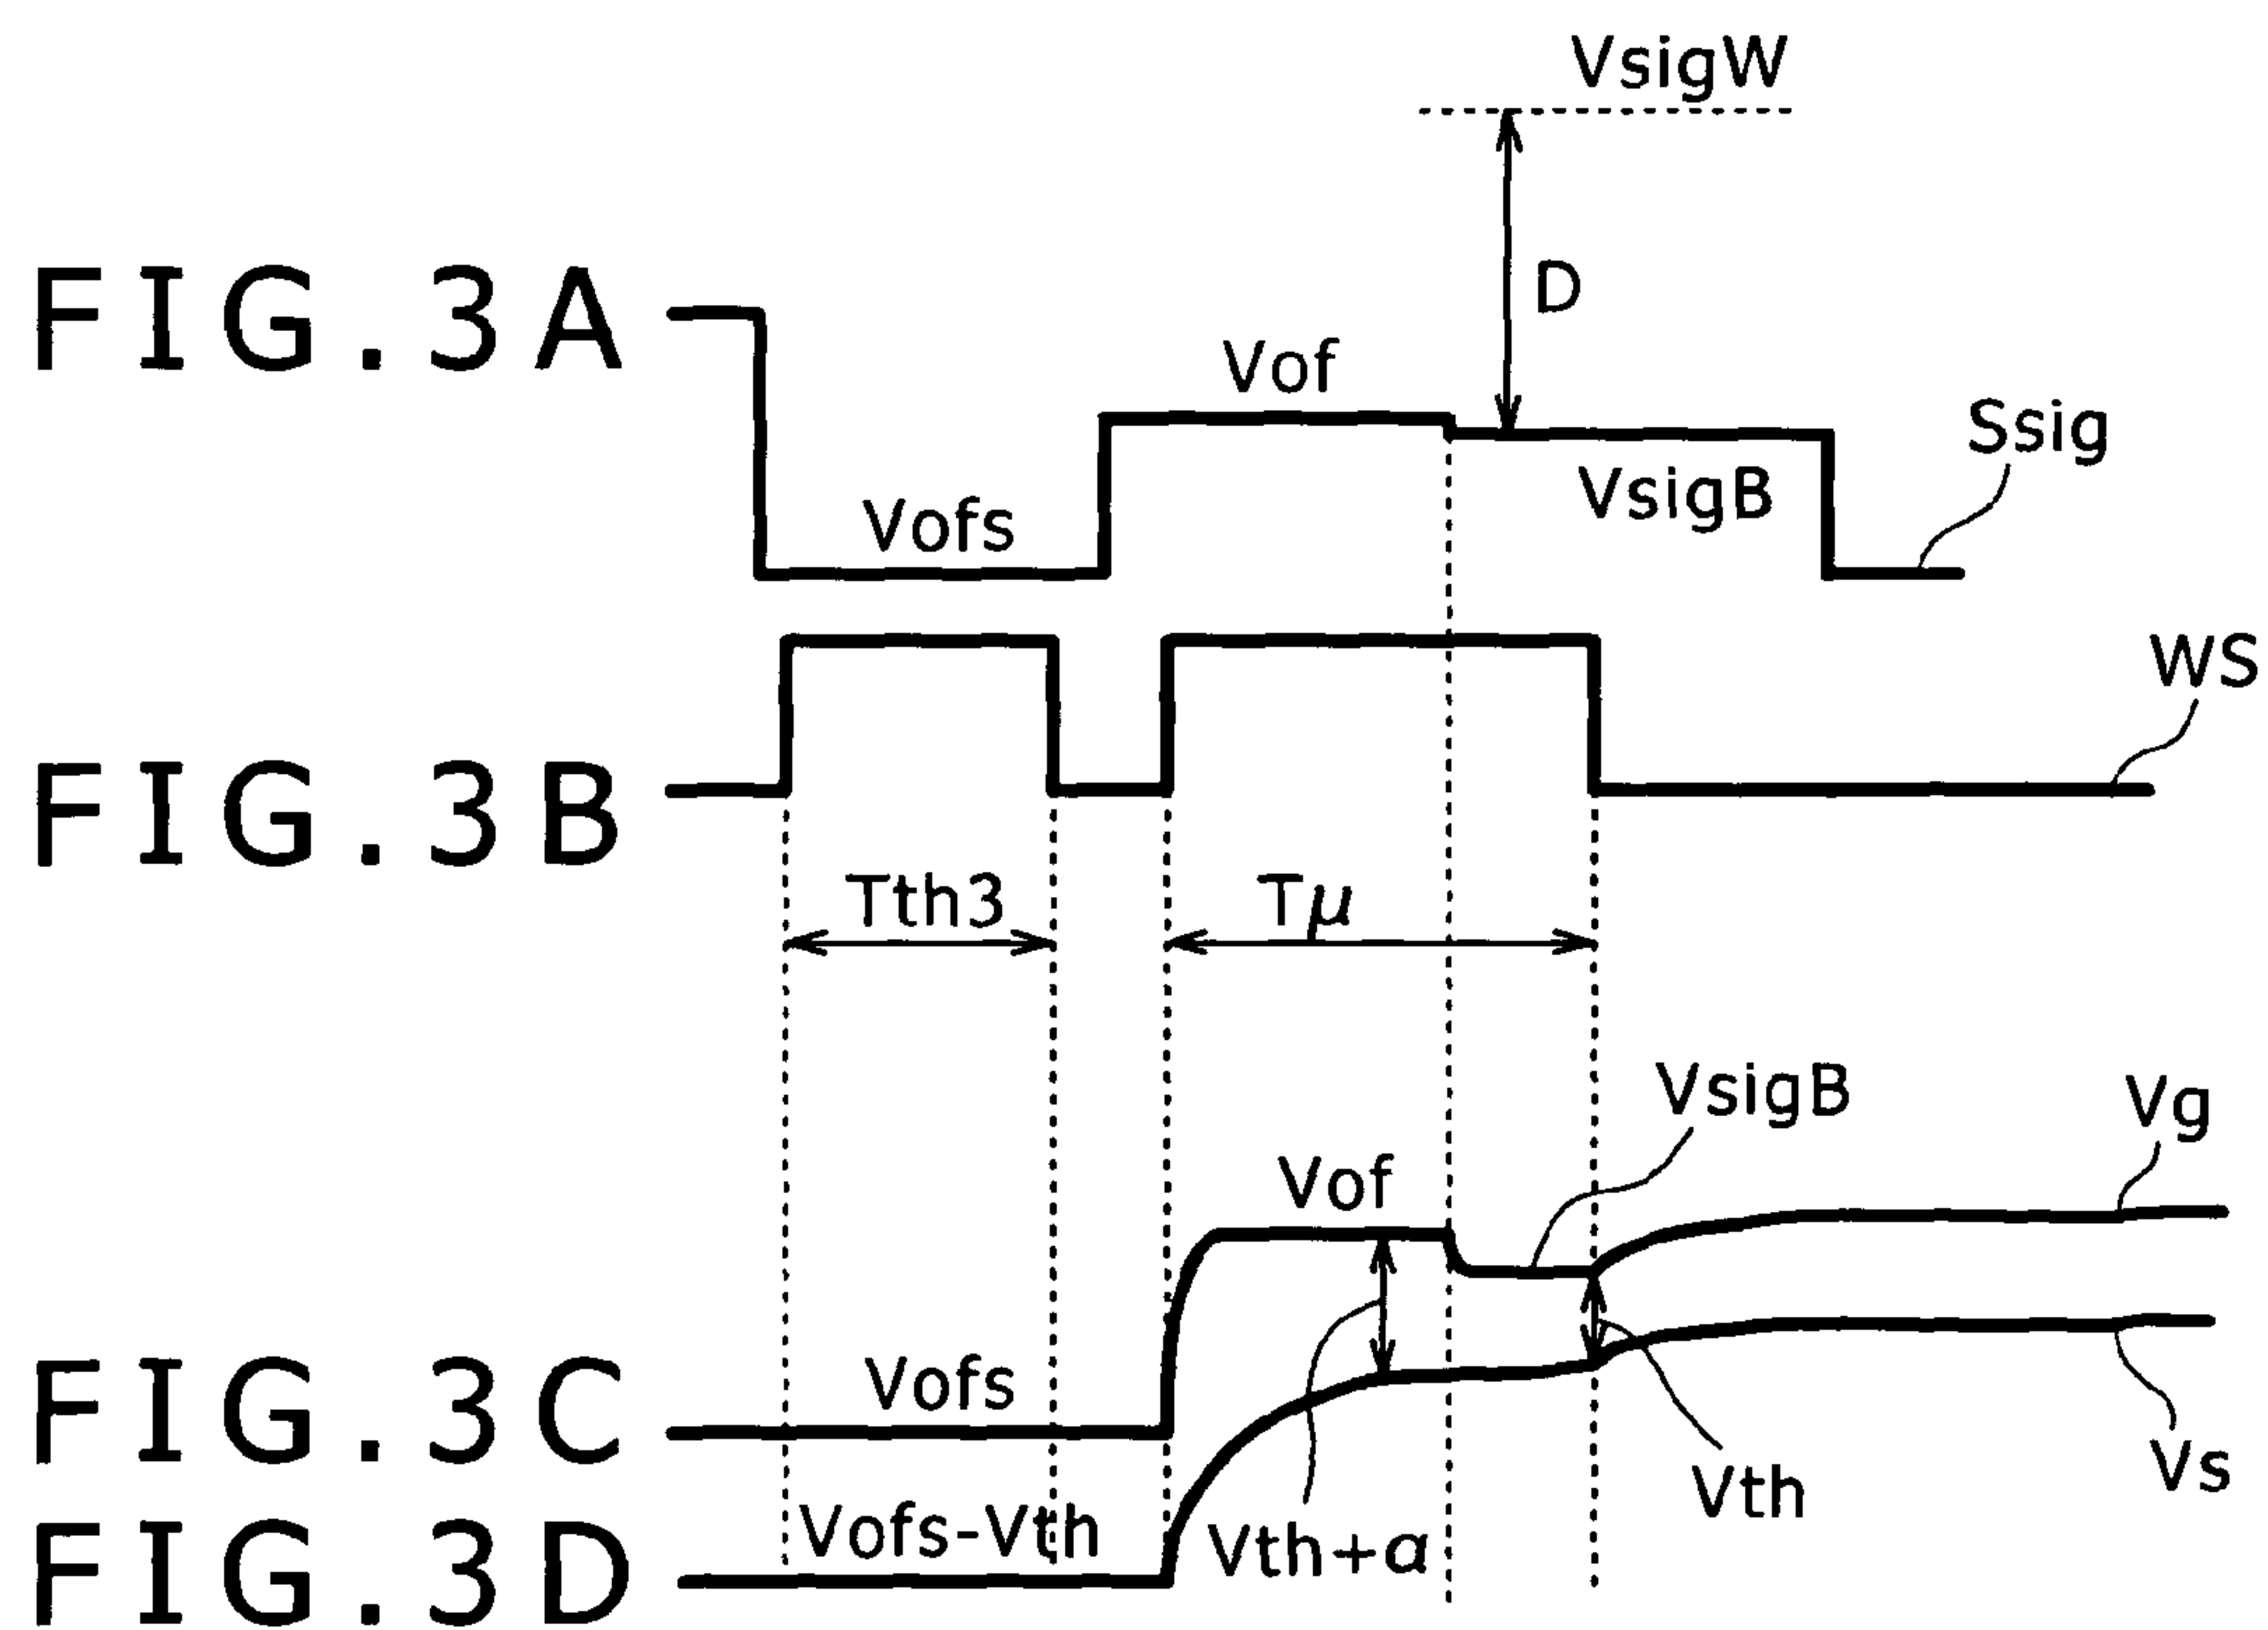 VsigW
FIG.3A
D
Vof
Ssig
VsigB
Vofs
WS
FIG.3B
Tth3
Tμ
VsigB
Vg
Vof
FIG.3C
Vofs
Vs
Vth
FIG.3D
Vofs-Vth
Vth+α